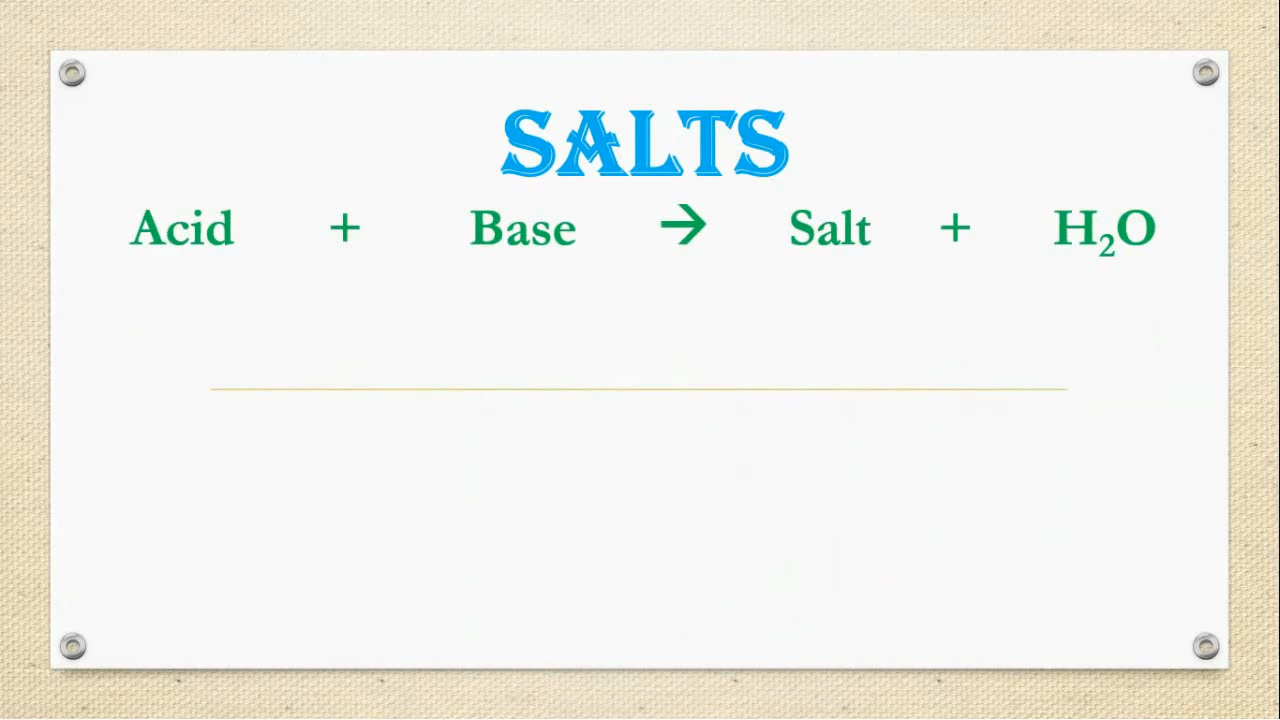 SALTS
Acid + Base → Salt + H₂O